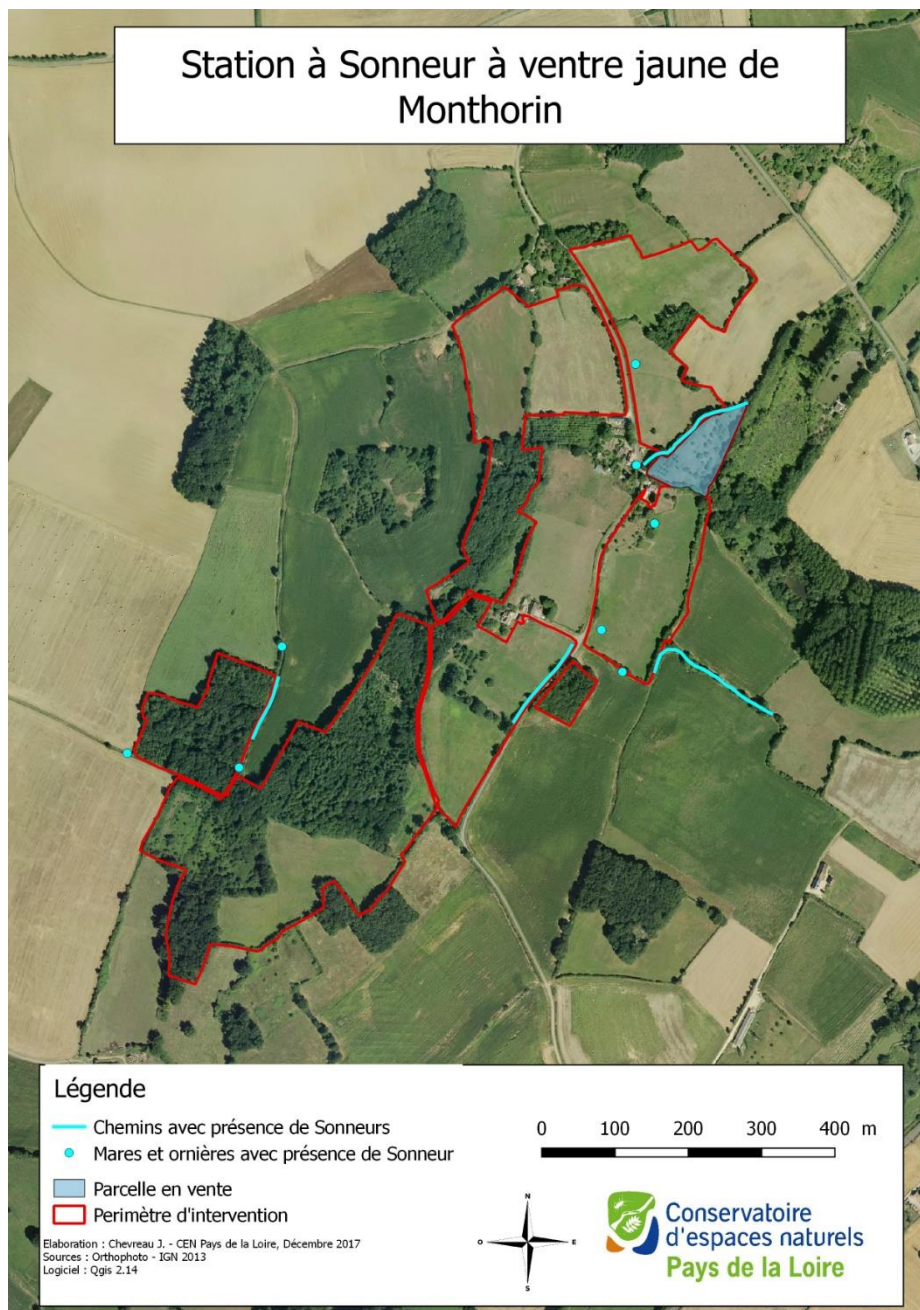 Station à Sonneur à ventre jaune de
Monthorin
Légende
Chemins avec présence de Sonneurs
Mares et ornières avec présence de Sonneur
Parcelle en vente
Perimètre d'intervention
Elaboration : Chevreau J. - CEN Pays de la Loire, Décembre 2017
Sources : Orthophoto - IGN 2013
Logiciel : Qgis 2.14
0 100 200 300 400 m
N
O E
S
Conservatoire
d'espaces naturels
Pays de la Loire